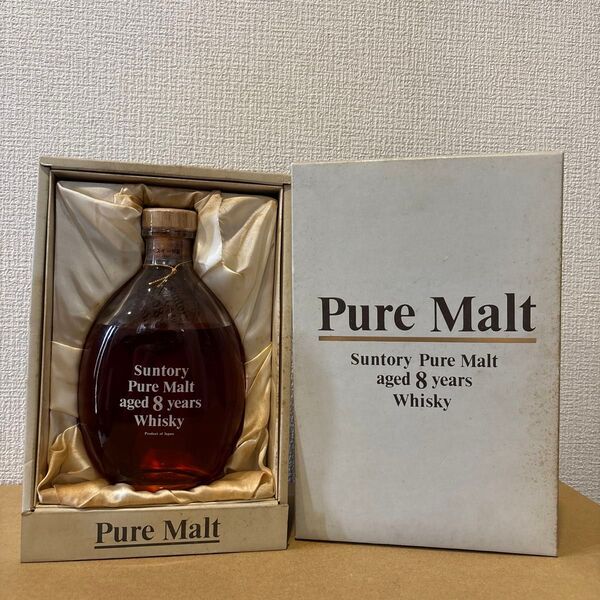 Suntory
Pure Malt
aged 8 years
Whisky
Product of Japan
Pure Malt
Pure Malt
Suntory Pure Malt
aged 8 years
Whisky